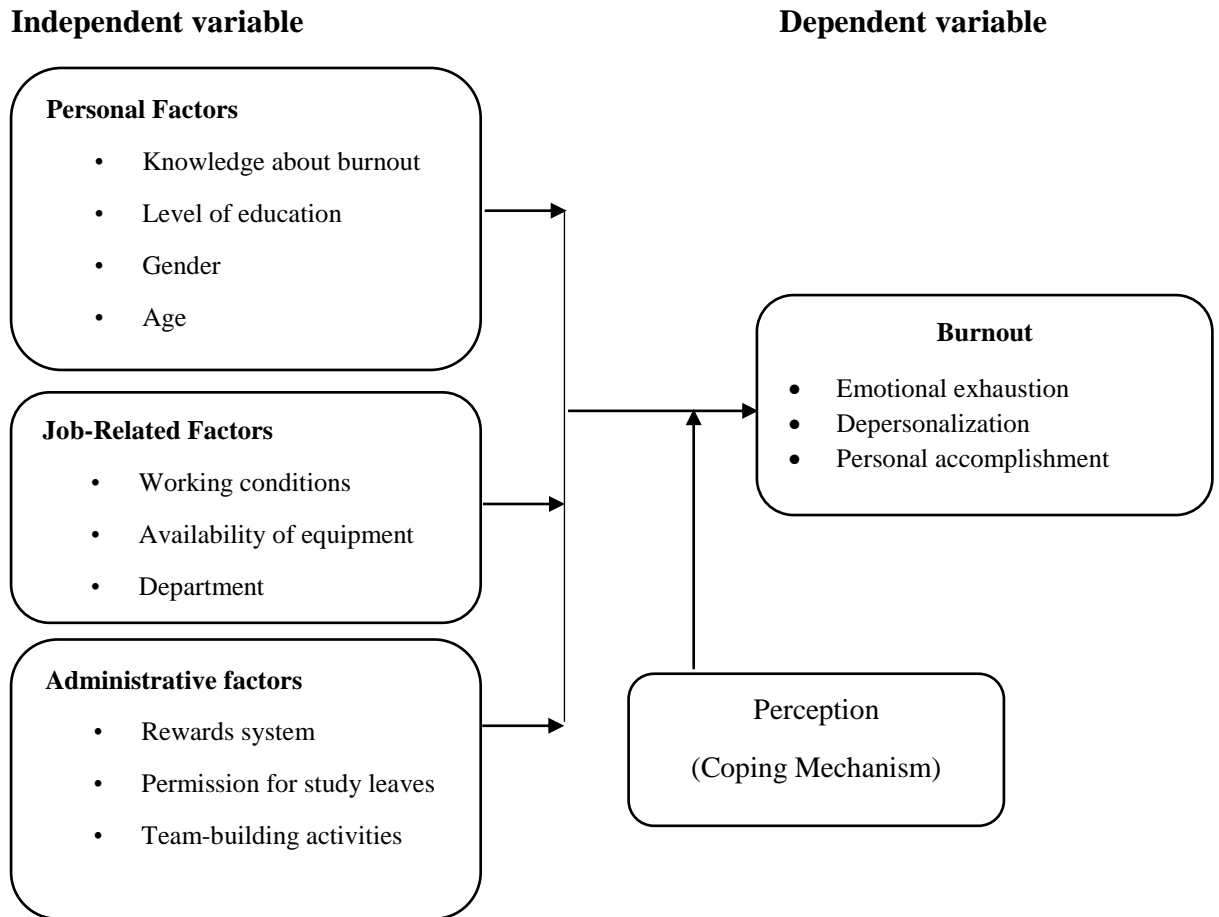 Independent variable
Dependent variable
Personal Factors
• Knowledge about burnout
• Level of education
• Gender
• Age
Job-Related Factors
• Working conditions
• Availability of equipment
• Department
Administrative factors
• Rewards system
• Permission for study leaves
• Team-building activities
Burnout
• Emotional exhaustion
• Depersonalization
• Personal accomplishment
Perception
(Coping Mechanism)